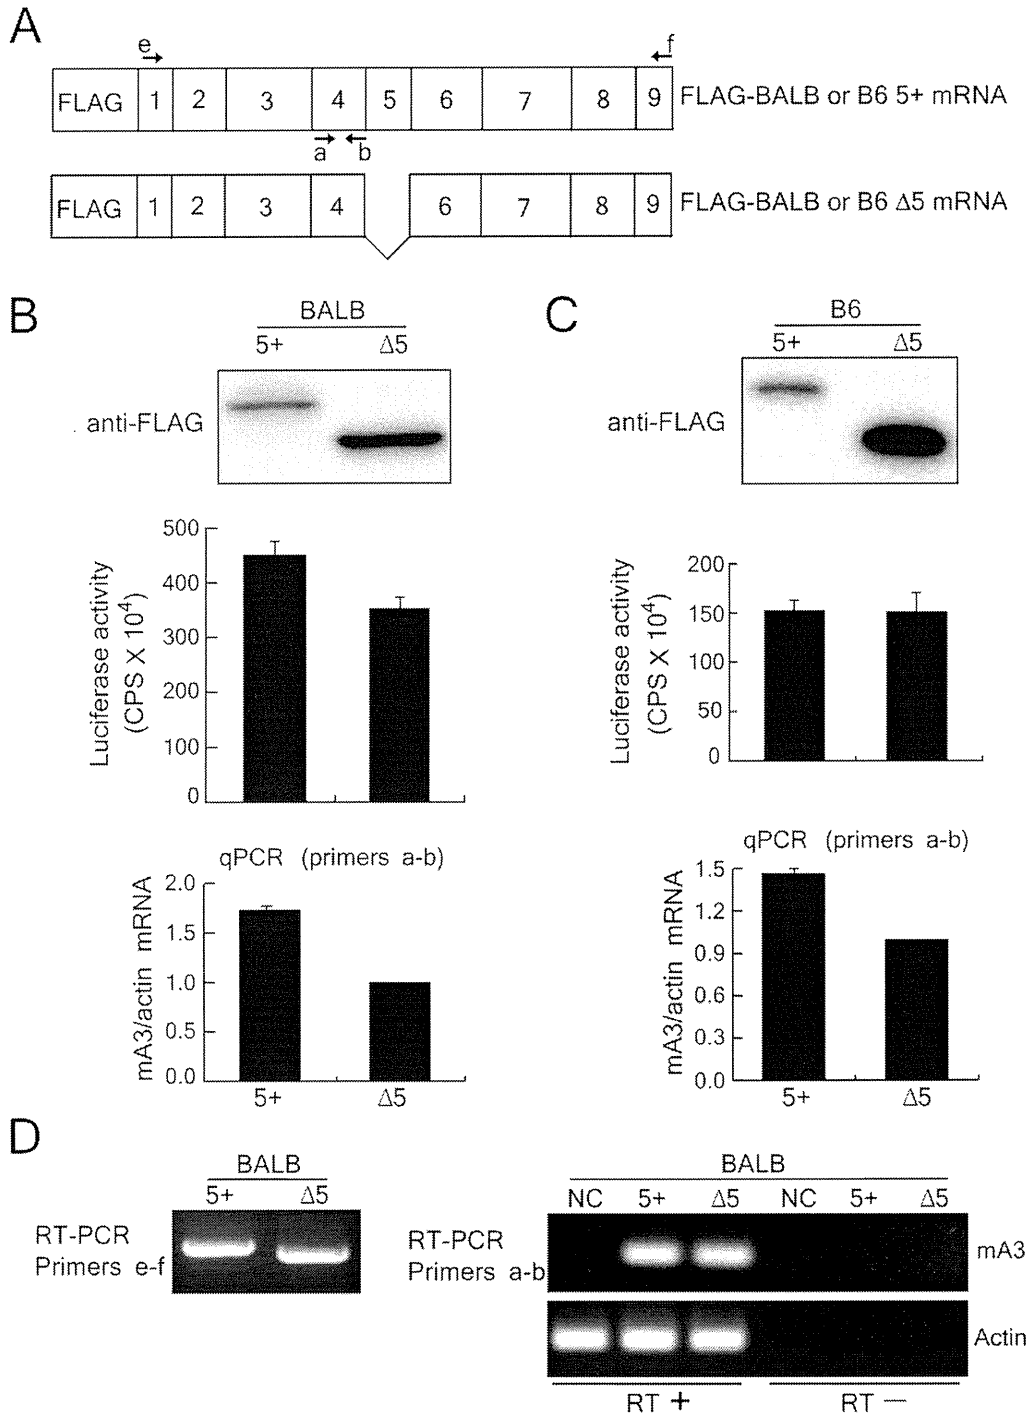 A
e f
FLAG 1 2 3 4 5 6 7 8 9 FLAG-BALB or B6 5+ mRNA
a b
FLAG 1 2 3 4 6 7 8 9 FLAG-BALB or B6 Δ5 mRNA
B
BALB
5+ Δ5
anti-FLAG
Luciferase activity
(CPS X 10⁴)
500
400
300
200
100
0
qPCR (primers a-b)
mA3/actin mRNA
2.0
1.5
1.0
0.5
0.0
5+ Δ5
C
B6
5+ Δ5
anti-FLAG
Luciferase activity
(CPS X 10⁴)
200
150
100
50
0
qPCR (primers a-b)
mA3/actin mRNA
1.5
1.2
0.9
0.6
0.3
0.0
5+ Δ5
D
BALB
5+ Δ5
RT-PCR
Primers e-f
BALB
NC 5+ Δ5 NC 5+ Δ5
RT-PCR
Primers a-b
mA3
Actin
RT + RT −